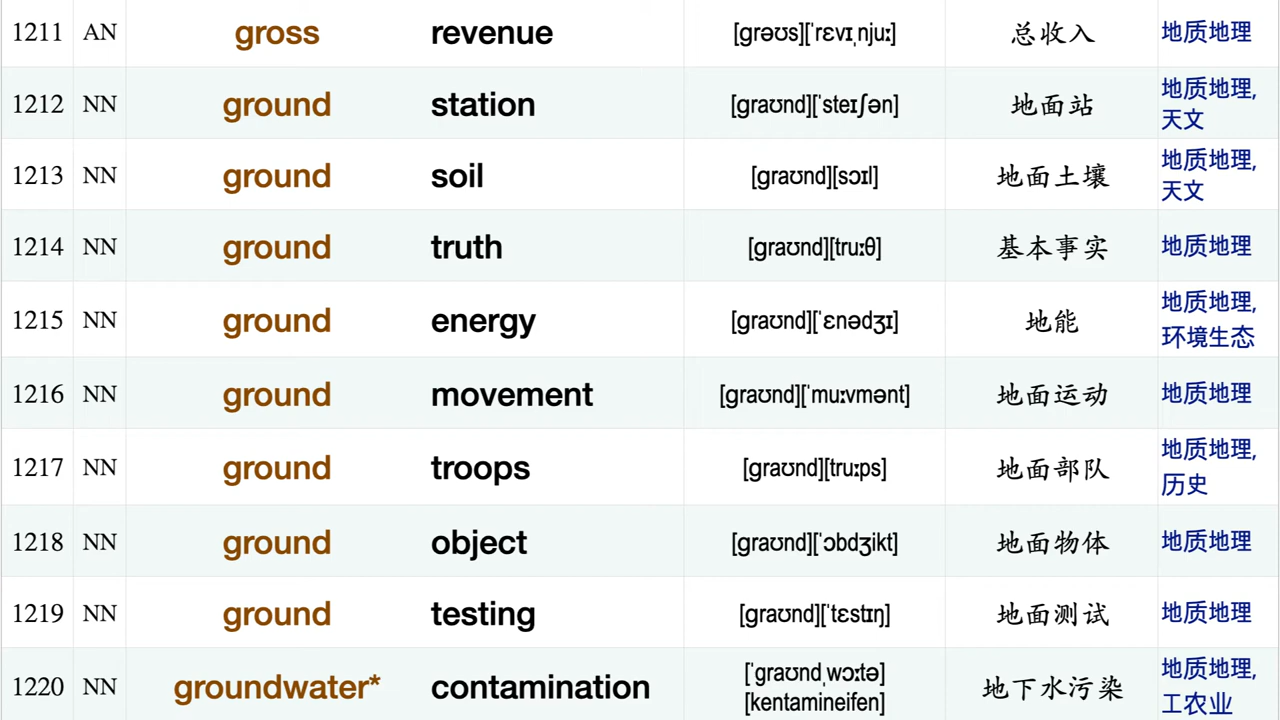 1211 AN gross revenue [grəʊs][ˈrɛvɪˌnjuː] 总收入 地质地理
1212 NN ground station [graʊnd][ˈsteɪʃən] 地面站 地质地理,
天文
1213 NN ground soil [graʊnd][sɔɪl] 地面土壤 地质地理,
天文
1214 NN ground truth [graʊnd][truːθ] 基本事实 地质地理
1215 NN ground energy [graʊnd][ˈɛnədʒɪ] 地能 地质地理,
环境生态
1216 NN ground movement [graʊnd][ˈmuːvmənt] 地面运动 地质地理
1217 NN ground troops [graʊnd][truːps] 地面部队 地质地理,
历史
1218 NN ground object [graʊnd][ˈɔbdʒikt] 地面物体 地质地理
1219 NN ground testing [graʊnd][ˈtɛstɪŋ] 地面测试 地质地理
1220 NN groundwater* contamination [ˈgraʊndˌwɔːtə]
[kentamineifen] 地下水污染 地质地理,
工农业